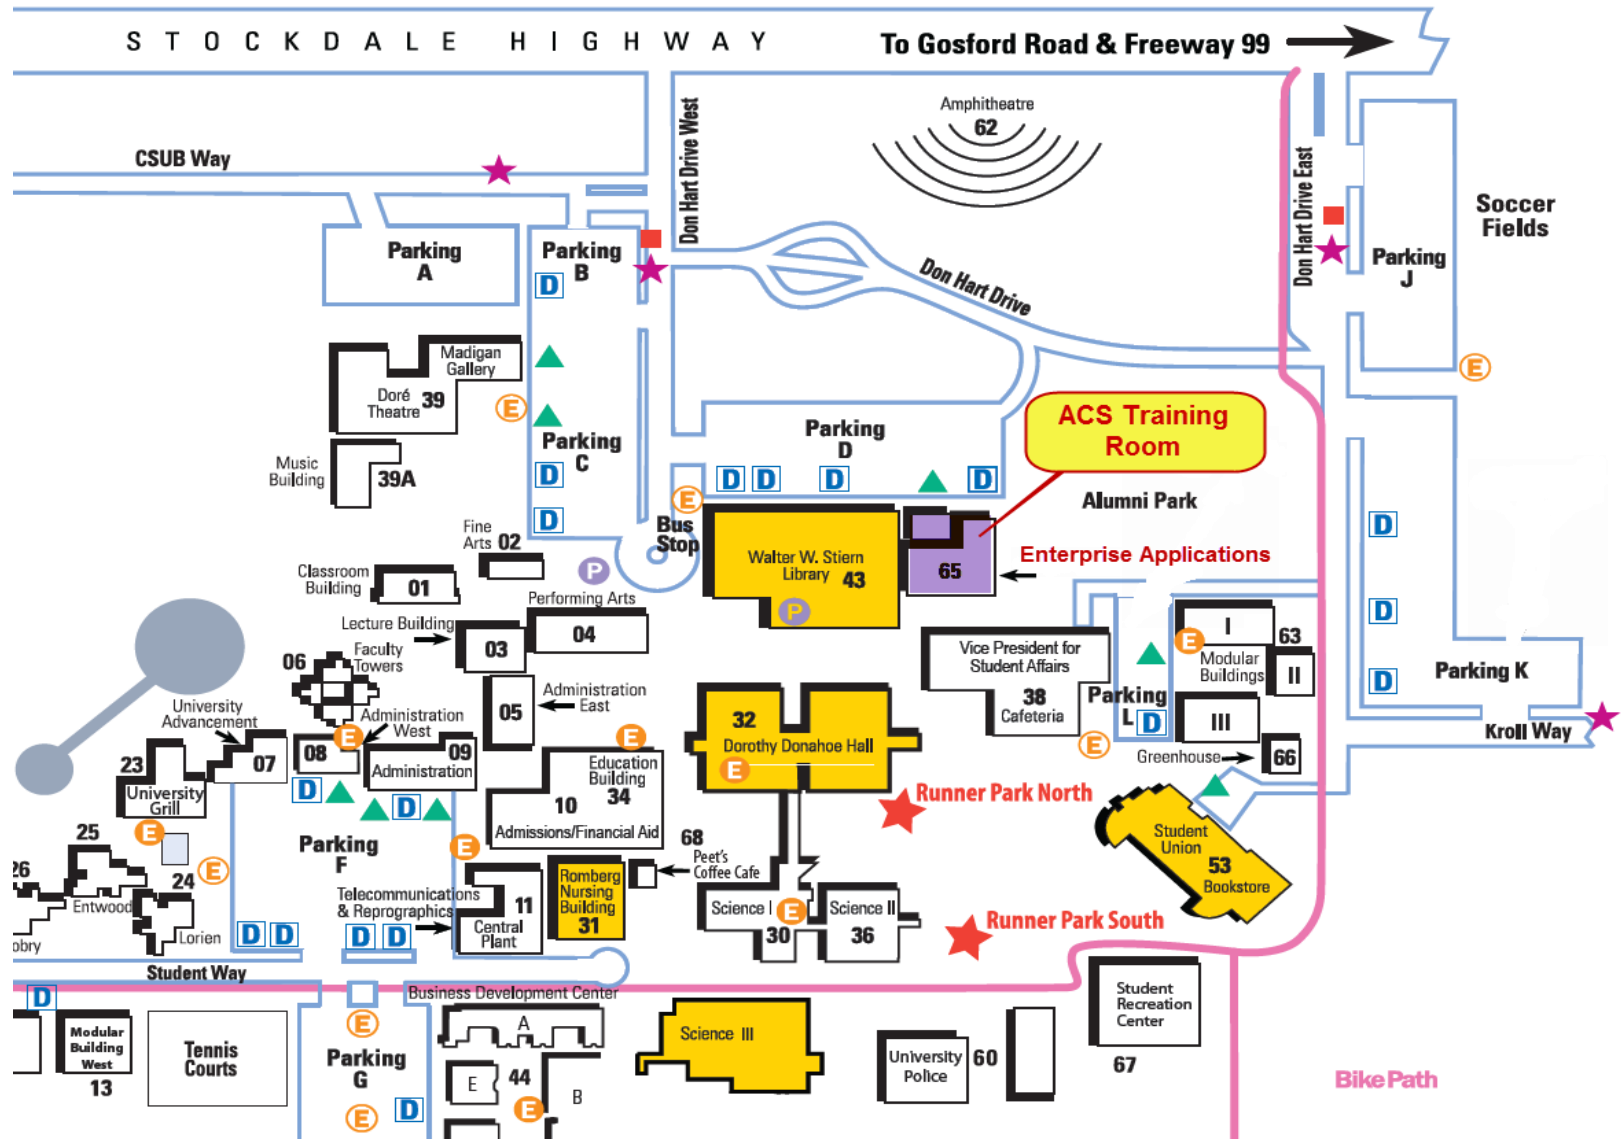 STOCKDALE HIGHWAY
To Gosford Road & Freeway 99
Amphitheatre
62
Don Hart Drive West
CSUB Way
Don Hart Drive East
Soccer
Fields
Parking
A
Parking
B
D
Parking
J
Don Hart Drive
Madigan
Gallery
Doré
Theatre
39
E
E
Parking
C
D
D
Music
Building
39A
Parking
D
D
D
D
D
ACS Training
Room
Alumni Park
E
Bus
Stop
Fine
Arts
02
P
Walter W. Stiern
Library
43
P
65
Enterprise Applications
D
D
D
Classroom
Building
01
Performing Arts
04
Lecture Building
03
Faculty
Towers
06
Vice President for
Student Affairs
38
Cafeteria
Parking
L
D
E
E
I
63
Modular
Buildings
II
III
Parking K
Kroll Way
Greenhouse
66
University
Advancement
07
Administration
West
08
E
Administration
East
05
09
Administration
23
University
Grill
E
E
D
D
Parking
F
E
Education
Building
34
10
Admissions/Financial Aid
E
32
Dorothy Donahoe Hall
E
Runner Park North
Student
Union
53
Bookstore
25
26
Entwood
24
Lorien
obry
D
D
D
D
Telecommunications
& Reprographics
11
Central
Plant
Romberg
Nursing
Building
31
68
Peet's
Coffee Cafe
Science I
E
30
Science II
36
Runner Park South
Student Way
D
Business Development Center
A
Modular
Building
West
13
Tennis
Courts
E
Parking
G
E
D
E
44
E
B
Science III
University
Police
60
Student
Recreation
Center
67
Bike Path